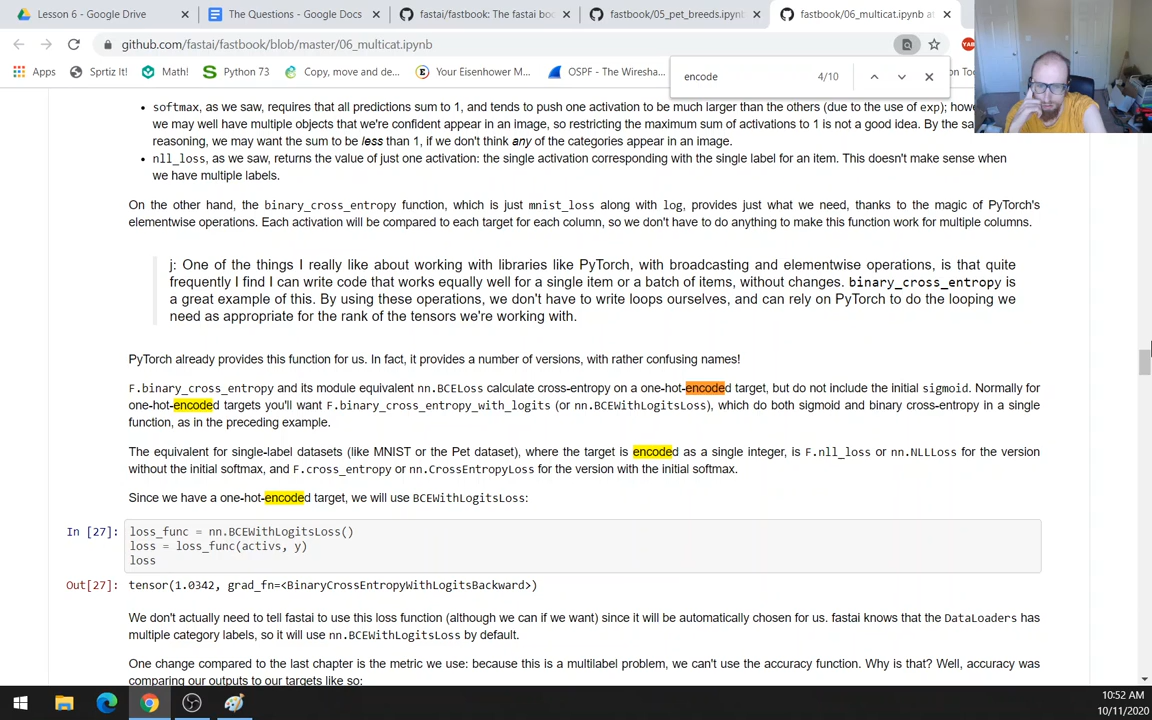 Lesson 6 - Google Drive
The Questions - Google Docs
fastai/fastbook: The fastai boo
fastbook/05_pet_breeds.ipynb
fastbook/06_multicat.ipynb at
github.com/fastai/fastbook/blob/master/06_multicat.ipynb
Apps
Sprtiz It!
Math!
Python 73
Copy, move and de...
Your Eisenhower M...
OSPF - The Wiresha...
encode
4/10
softmax, as we saw, requires that all predictions sum to 1, and tends to push one activation to be much larger than the others (due to the use of exp); howe
we may well have multiple objects that we're confident appear in an image, so restricting the maximum sum of activations to 1 is not a good idea. By the sa
reasoning, we may want the sum to be less than 1, if we don't think any of the categories appear in an image.
nll_loss, as we saw, returns the value of just one activation: the single activation corresponding with the single label for an item. This doesn't make sense when
we have multiple labels.
On the other hand, the binary_cross_entropy function, which is just mnist_loss along with log, provides just what we need, thanks to the magic of PyTorch's
elementwise operations. Each activation will be compared to each target for each column, so we don't have to do anything to make this function work for multiple columns.
j: One of the things I really like about working with libraries like PyTorch, with broadcasting and elementwise operations, is that quite
frequently I find I can write code that works equally well for a single item or a batch of items, without changes. binary_cross_entropy is
a great example of this. By using these operations, we don't have to write loops ourselves, and can rely on PyTorch to do the looping we
need as appropriate for the rank of the tensors we're working with.
PyTorch already provides this function for us. In fact, it provides a number of versions, with rather confusing names!
F.binary_cross_entropy and its module equivalent nn.BCELoss calculate cross-entropy on a one-hot-encoded target, but do not include the initial sigmoid. Normally for
one-hot-encoded targets you'll want F.binary_cross_entropy_with_logits (or nn.BCEWithLogitsLoss), which do both sigmoid and binary cross-entropy in a single
function, as in the preceding example.
The equivalent for single-label datasets (like MNIST or the Pet dataset), where the target is encoded as a single integer, is F.nll_loss or nn.NLLLoss for the version
without the initial softmax, and F.cross_entropy or nn.CrossEntropyLoss for the version with the initial softmax.
Since we have a one-hot-encoded target, we will use BCEWithLogitsLoss:
In [27]: loss_func = nn.BCEWithLogitsLoss()
loss = loss_func(activs, y)
loss
Out[27]: tensor(1.0342, grad_fn=<BinaryCrossEntropyWithLogitsBackward>)
We don't actually need to tell fastai to use this loss function (although we can if we want) since it will be automatically chosen for us. fastai knows that the DataLoaders has
multiple category labels, so it will use nn.BCEWithLogitsLoss by default.
One change compared to the last chapter is the metric we use: because this is a multilabel problem, we can't use the accuracy function. Why is that? Well, accuracy was
comparing our outputs to our targets like so:
10:52 AM
10/11/2020